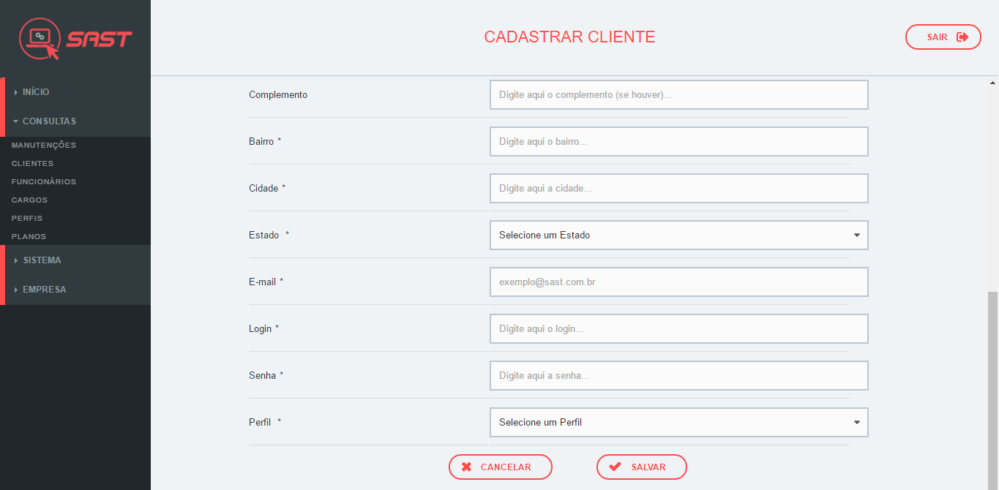 SAST
CADASTRAR CLIENTE
SAIR
INÍCIO
CONSULTAS
MANUTENÇÕES
CLIENTES
FUNCIONÁRIOS
CARGOS
PERFIS
PLANOS
SISTEMA
EMPRESA
Complemento Digite aqui o complemento (se houver)...
Bairro * Digite aqui o bairro...
Cidade * Digite aqui a cidade...
Estado * Selecione um Estado
E-mail * exemplo@sast.com.br
Login * Digite aqui o login...
Senha * Digite aqui a senha...
Perfil * Selecione um Perfil
CANCELAR SALVAR